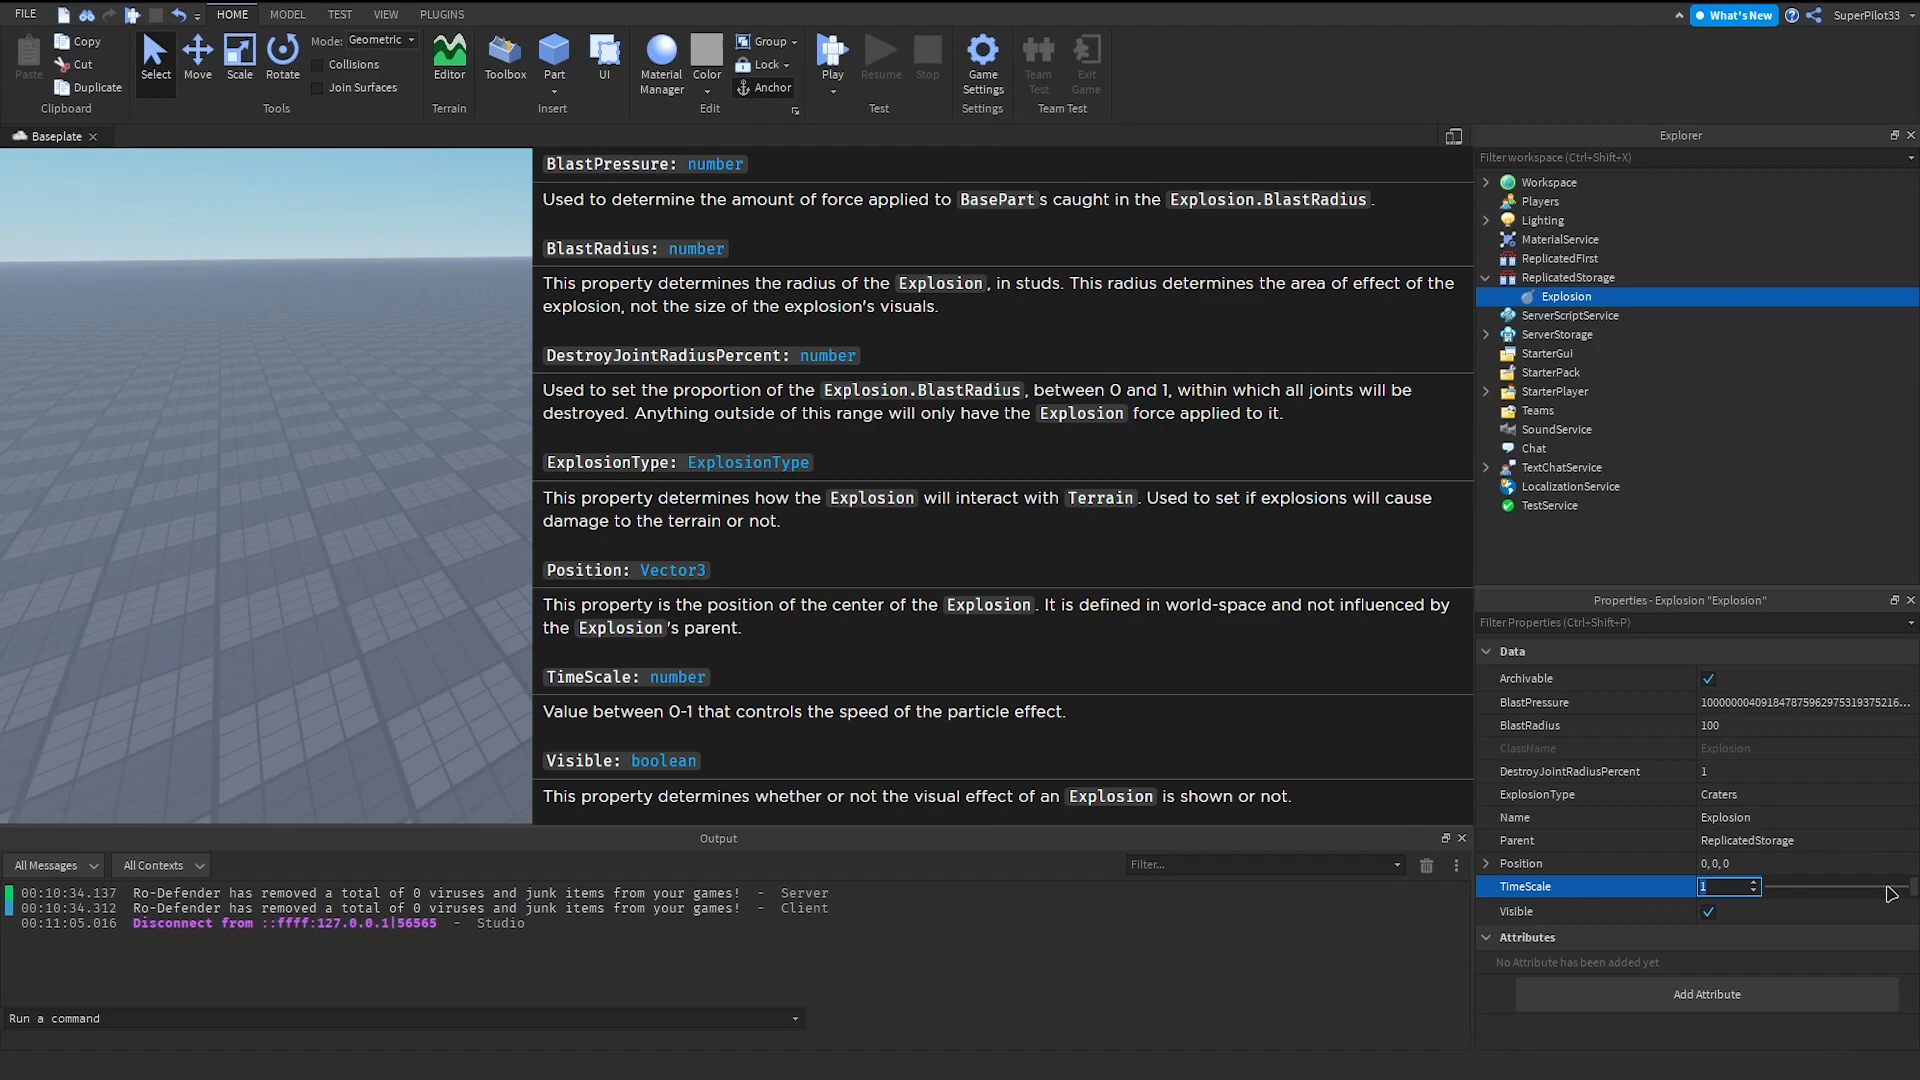 FILE
HOME
MODEL
TEST
VIEW
PLUGINS
What's New
SuperPilot33
Paste
Copy
Cut
Duplicate
Clipboard
Select
Move
Scale
Rotate
Mode: Geometric
Collisions
Join Surfaces
Tools
Editor
Terrain
Toolbox
Part
UI
Insert
Material Manager
Color
Group
Lock
Anchor
Edit
Play
Resume
Stop
Test
Game Settings
Settings
Team Test
Exit Game
Team Test
Baseplate
BlastPressure: number
Used to determine the amount of force applied to BaseParts caught in the Explosion.BlastRadius.
BlastRadius: number
This property determines the radius of the Explosion, in studs. This radius determines the area of effect of the
explosion, not the size of the explosion's visuals.
DestroyJointRadiusPercent: number
Used to set the proportion of the Explosion.BlastRadius, between 0 and 1, within which all joints will be
destroyed. Anything outside of this range will only have the Explosion force applied to it.
ExplosionType: ExplosionType
This property determines how the Explosion will interact with Terrain. Used to set if explosions will cause
damage to the terrain or not.
Position: Vector3
This property is the position of the center of the Explosion. It is defined in world-space and not influenced by
the Explosion's parent.
TimeScale: number
Value between 0-1 that controls the speed of the particle effect.
Visible: boolean
This property determines whether or not the visual effect of an Explosion is shown or not.
Explorer
Filter workspace (Ctrl+Shift+X)
Workspace
Players
Lighting
MaterialService
ReplicatedFirst
ReplicatedStorage
Explosion
ServerScriptService
ServerStorage
StarterGui
StarterPack
StarterPlayer
Teams
SoundService
Chat
TextChatService
LocalizationService
TestService
Properties - Explosion "Explosion"
Filter Properties (Ctrl+Shift+P)
Data
Archivable
BlastPressure 10000000409184787596297531937521​6...
BlastRadius 100
ClassName Explosion
DestroyJointRadiusPercent 1
ExplosionType Craters
Name Explosion
Parent ReplicatedStorage
Position 0, 0, 0
TimeScale 1
Visible
Attributes
No Attribute has been added yet
Add Attribute
Output
All Messages
All Contexts
Filter...
00:10:34.137 Ro-Defender has removed a total of 0 viruses and junk items from your games! - Server
00:10:34.312 Ro-Defender has removed a total of 0 viruses and junk items from your games! - Client
00:11:05.016 Disconnect from ::ffff:127.0.0.1|56565 - Studio
Run a command